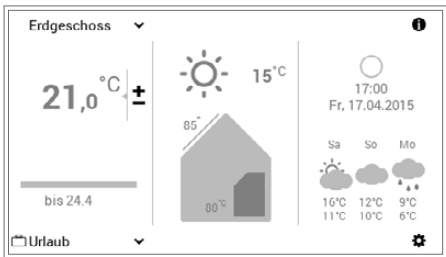 Erdgeschoss
21,0 °C ±
bis 24.4
Urlaub
15°C
85°
80°C
17:00
Fr, 17.04.2015
Sa So Mo
16°C 12°C 9°C
11°C 10°C 6°C